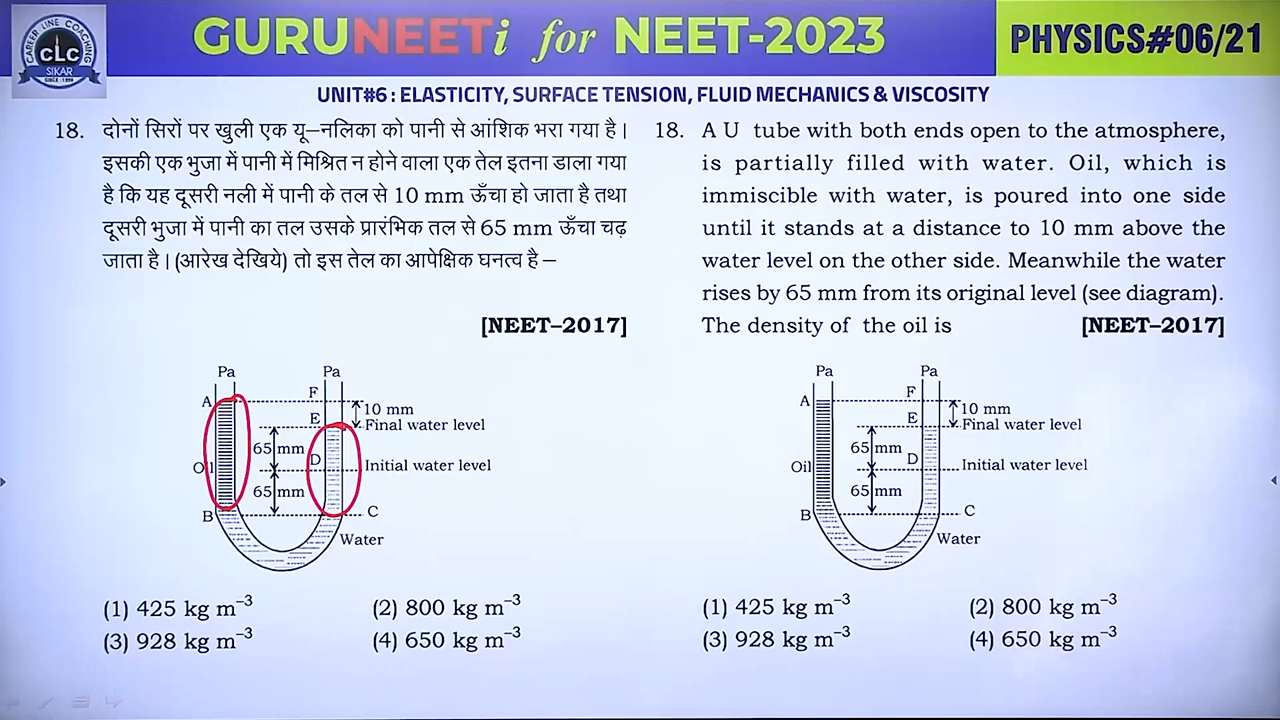 GURUNEETi for NEET-2023
PHYSICS#06/21
CAREER LINE COACHING
CLC
SIKAR
SINCE : 1996
UNIT#6 : ELASTICITY, SURFACE TENSION, FLUID MECHANICS & VISCOSITY
18. दोनों सिरों पर खुली एक यू–नलिका को पानी से आंशिक भरा गया है।
इसकी एक भुजा में पानी में मिश्रित न होने वाला एक तेल इतना डाला गया
है कि यह दूसरी नली में पानी के तल से 10 mm ऊँचा हो जाता है तथा
दूसरी भुजा में पानी का तल उसके प्रारंभिक तल से 65 mm ऊँचा चढ़
जाता है। (आरेख देखिये) तो इस तेल का आपेक्षिक घनत्व है –
[NEET–2017]
Pa
Pa
F
A
10 mm
E
Final water level
65 mm
D
Oil
Initial water level
65 mm
B
C
Water
(1) 425 kg m⁻³
(2) 800 kg m⁻³
(3) 928 kg m⁻³
(4) 650 kg m⁻³
18. A U tube with both ends open to the atmosphere,
is partially filled with water. Oil, which is
immiscible with water, is poured into one side
until it stands at a distance to 10 mm above the
water level on the other side. Meanwhile the water
rises by 65 mm from its original level (see diagram).
The density of the oil is [NEET–2017]
Pa
Pa
F
A
10 mm
E
Final water level
65 mm
D
Oil
Initial water level
65 mm
B
C
Water
(1) 425 kg m⁻³
(2) 800 kg m⁻³
(3) 928 kg m⁻³
(4) 650 kg m⁻³